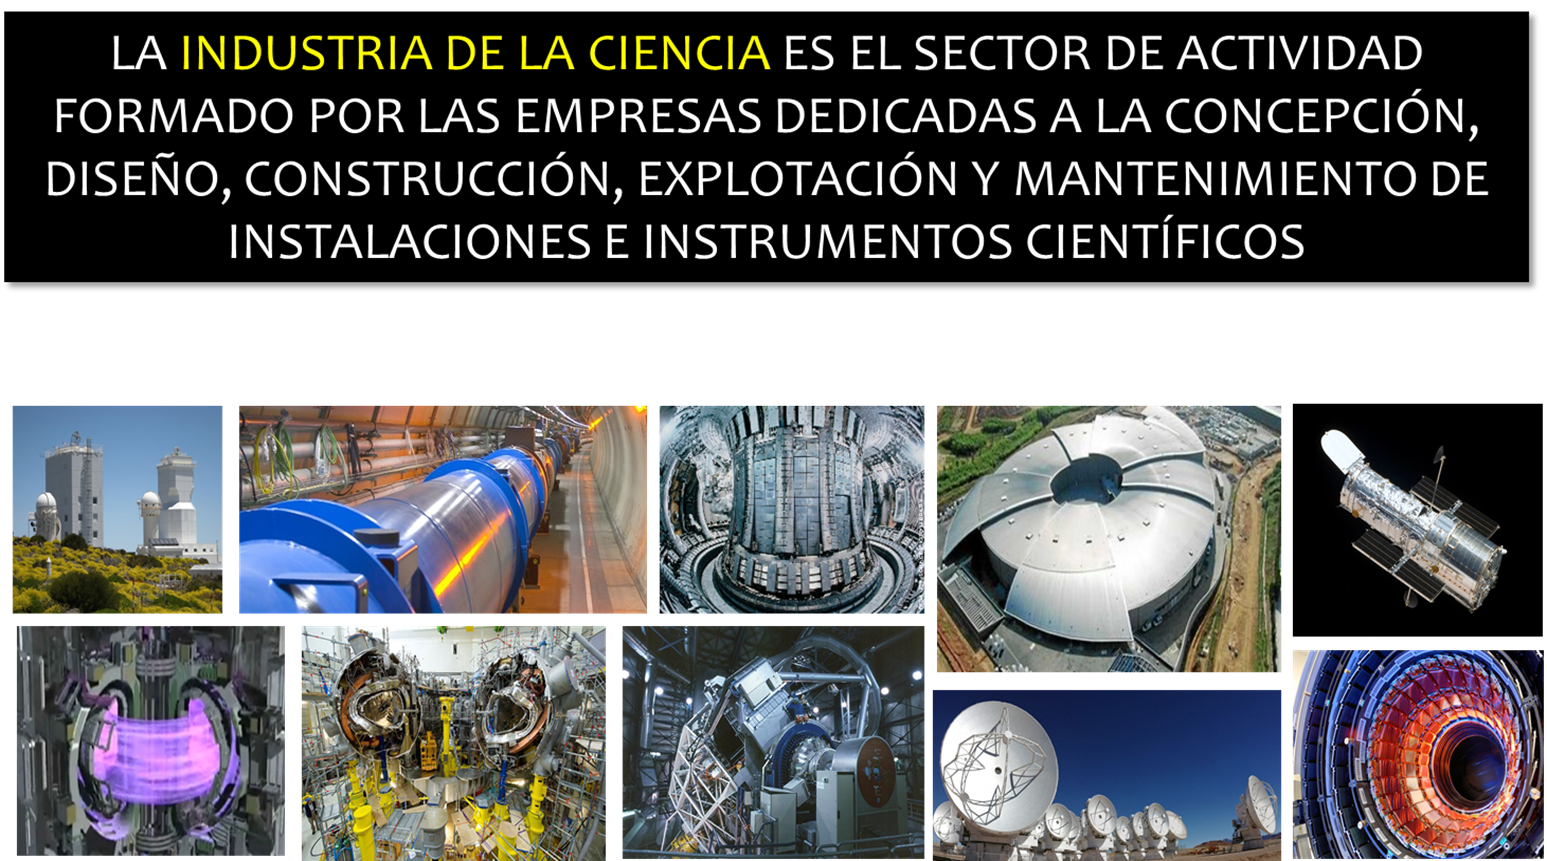 LA INDUSTRIA DE LA CIENCIA ES EL SECTOR DE ACTIVIDAD
FORMADO POR LAS EMPRESAS DEDICADAS A LA CONCEPCIÓN,
DISEÑO, CONSTRUCCIÓN, EXPLOTACIÓN Y MANTENIMIENTO DE
INSTALACIONES E INSTRUMENTOS CIENTÍFICOS